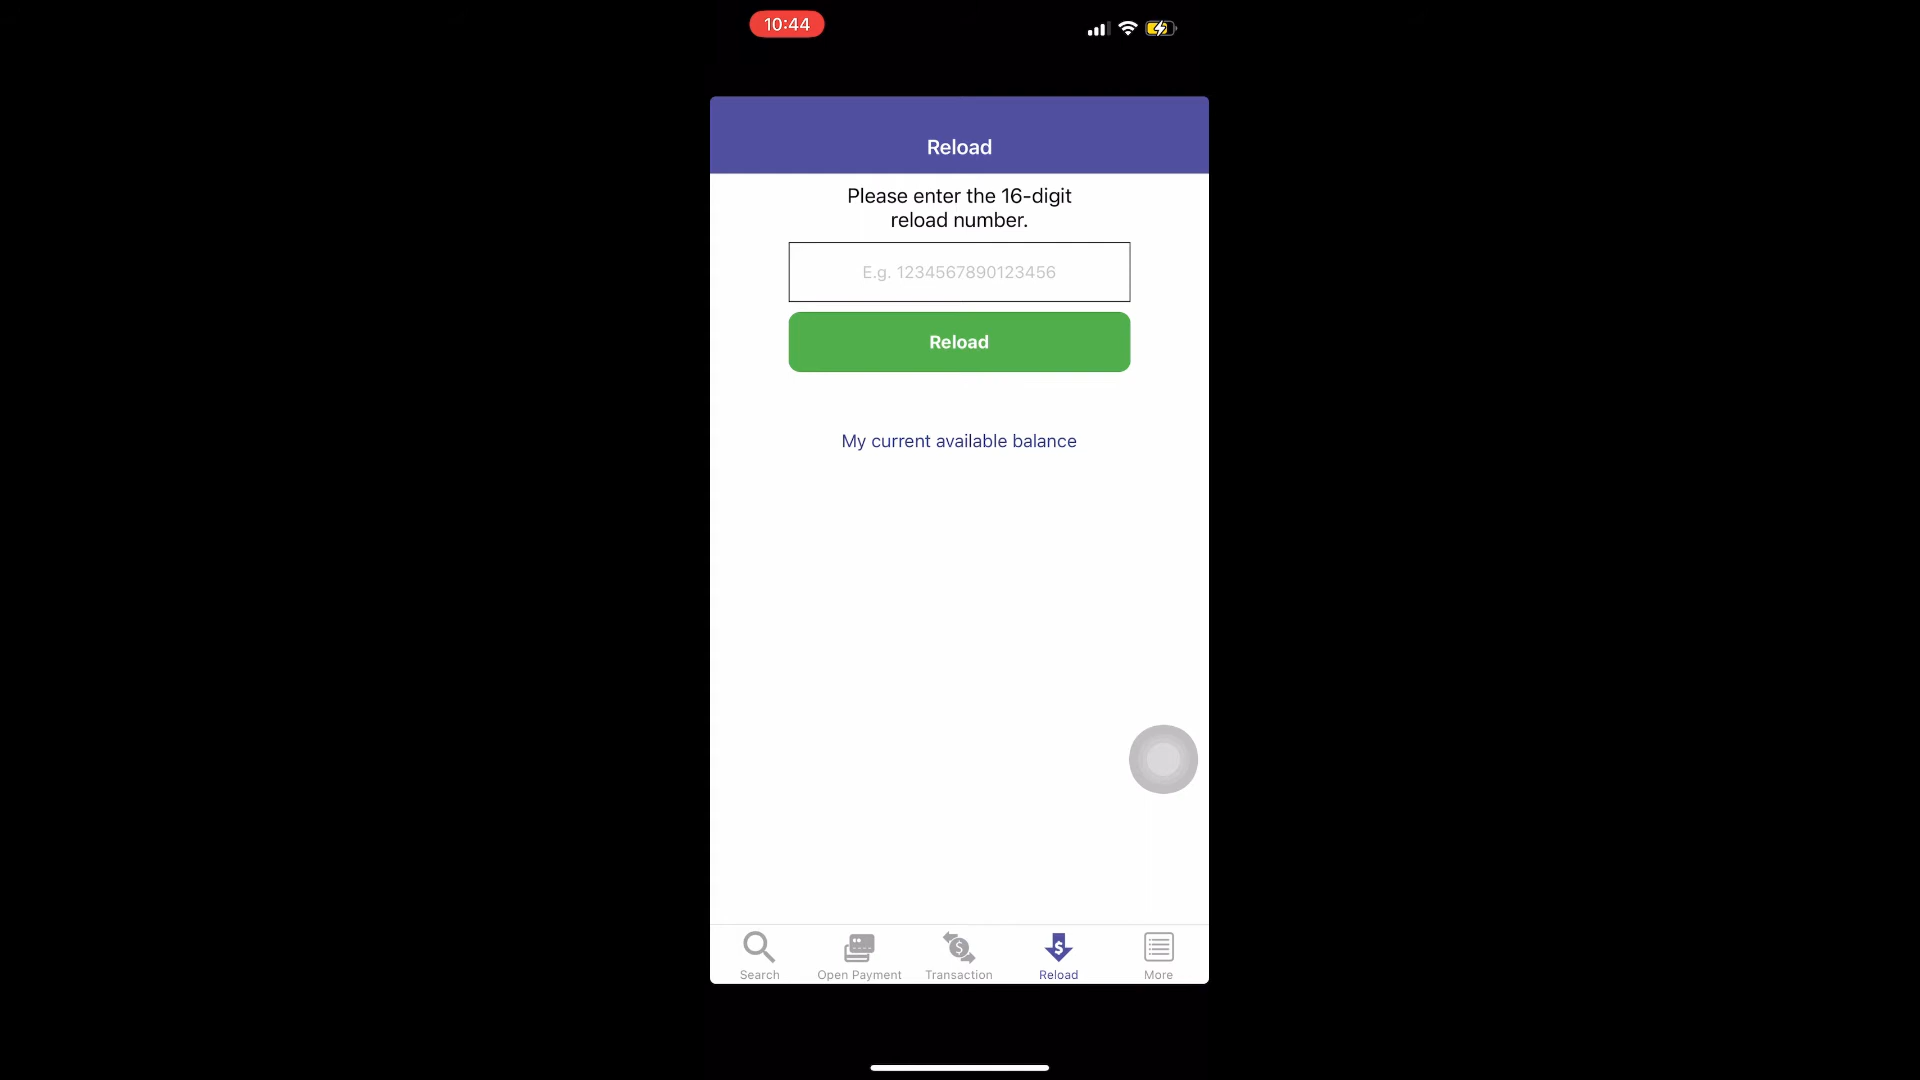 10:44
Reload
Please enter the 16-digit
reload number.
E.g. 1234567890123456
Reload
My current available balance
Search
Open Payment
Transaction
Reload
More